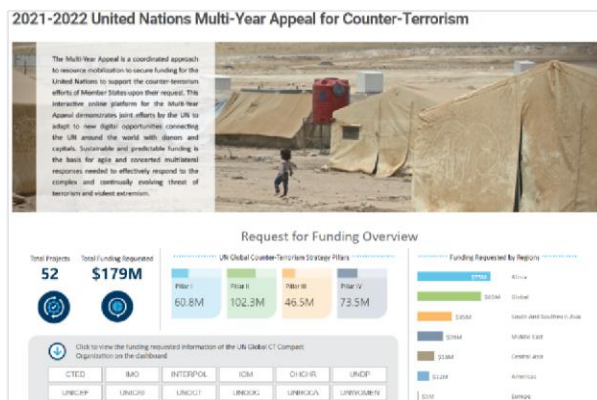 2021-2022 United Nations Multi-Year Appeal for Counter-Terrorism
The Multi-Year Appeal is a coordinated approach
to resource mobilization to secure funding for the
United Nations to support the counter-terrorism
efforts of Member States upon their request. This
interactive online platform for the Multi-Year
Appeal demonstrates joint efforts by the UN to
adapt to new digital opportunities connecting
the UN around the world with donors and
capitals. Sustainable and predictable funding is
the basis for agile and concerted multilateral
responses needed to effectively respond to the
complex and continually evolving threat of
terrorism and violent extremism.
Request for Funding Overview
Total Projects
52
Total Funding Requested
$179M
UN Global Counter-Terrorism Strategy Pillars
Pillar I
60.8M
Pillar II
102.3M
Pillar III
46.5M
Pillar IV
73.5M
Funding Requested by Regions
Africa
Global
South And Southeast Asia
Middle East
Central Asia
Americas
Europe
Click to view the funding requested information of the UN Global CT Compact
Organization on the dashboard
CTED IMO INTERPOL IOM OHCHR UNDP
UNICEF UNICRI UNOCT UNODC UNWOMEN